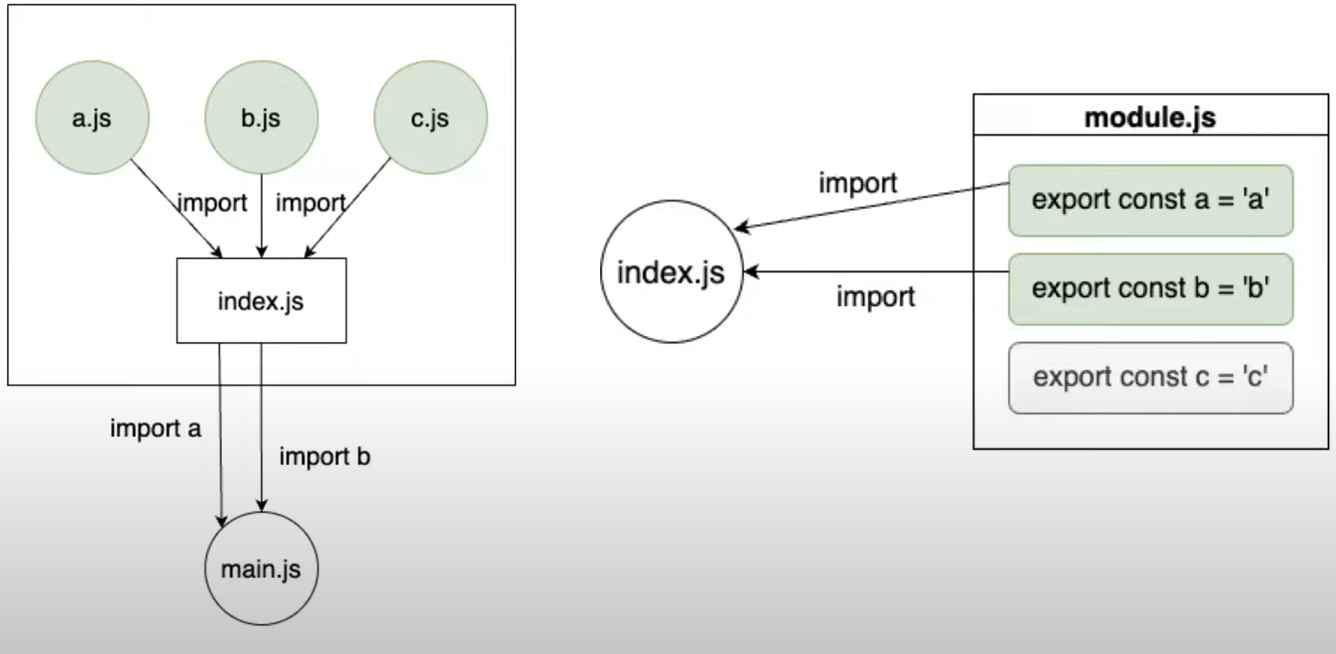 a.js
b.js
c.js
import
import
index.js
import a
import b
main.js
index.js
import
import
module.js
export const a = 'a'
export const b = 'b'
export const c = 'c'